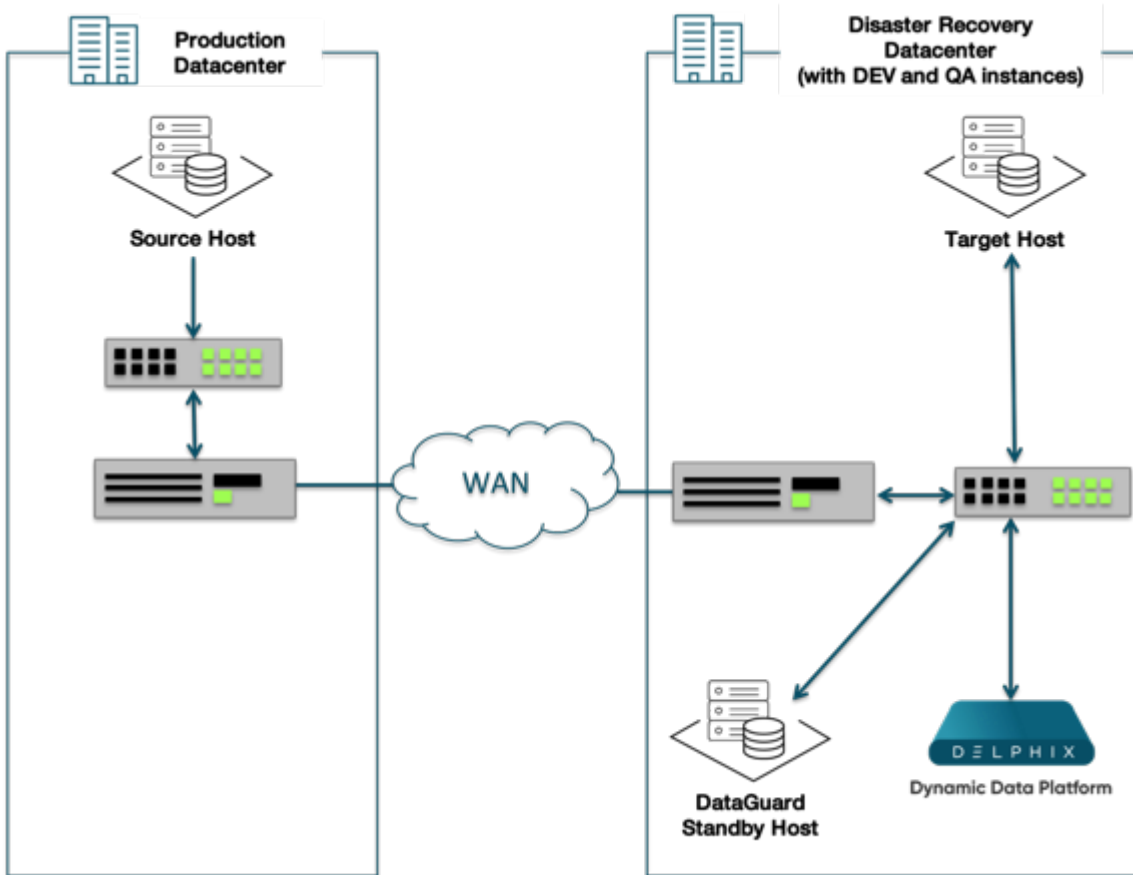 Production
Datacenter
Source Host
WAN
Disaster Recovery
Datacenter
(with DEV and QA instances)
Target Host
DataGuard
Standby Host
DELPHIX
Dynamic Data Platform